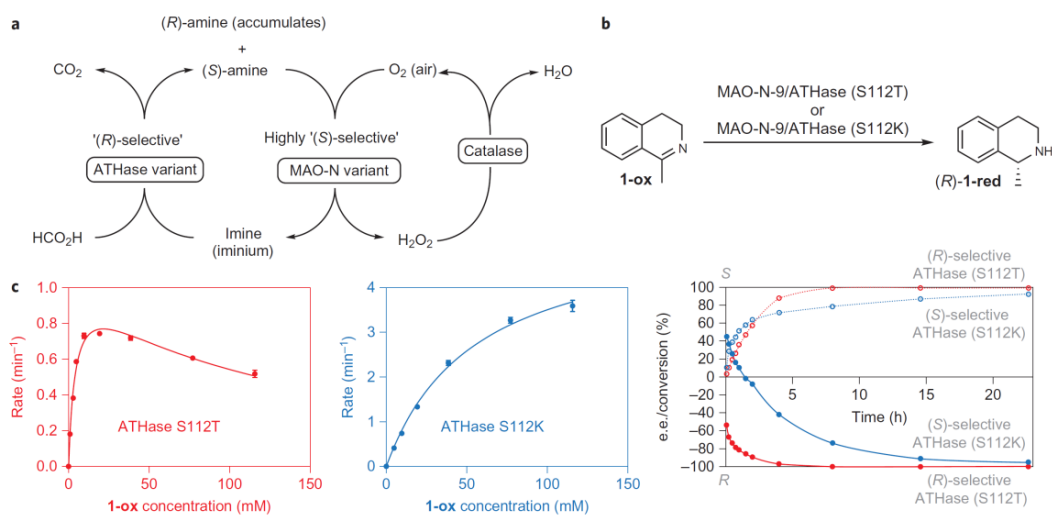 a
(R)-amine (accumulates)
+
CO2
(S)-amine
O2 (air)
H2O
'(R)-selective'
ATHase variant
Highly '(S)-selective'
MAO-N variant
Catalase
HCO2H
Imine
(iminium)
H2O2
b
MAO-N-9/ATHase (S112T)
or
MAO-N-9/ATHase (S112K)
N
1-ox
NH
(R)-1-red
c
Rate (min−1)
1.0
0.8
0.6
0.4
0.2
0.0
ATHase S112T
0
50
100
150
1-ox concentration (mM)
Rate (min−1)
4
3
2
1
0
ATHase S112K
0
50
100
150
1-ox concentration (mM)
e.e./conversion (%)
S
100
80
60
40
20
0
−20
−40
−60
−80
−100
R
5
10
15
20
Time (h)
(R)-selective
ATHase (S112T)
(S)-selective
ATHase (S112K)
(S)-selective
ATHase (S112K)
(R)-selective
ATHase (S112T)